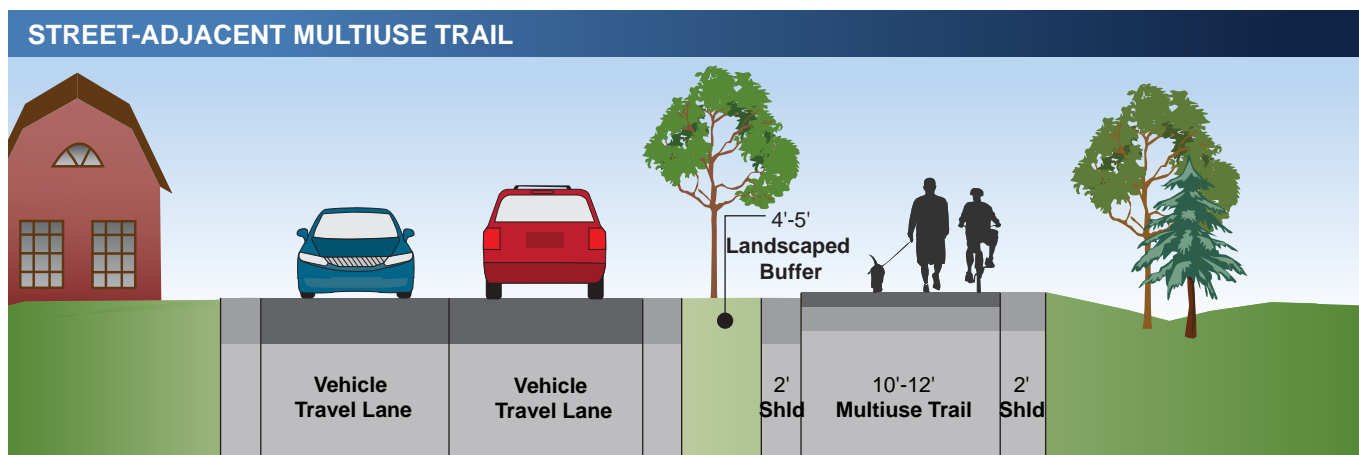 STREET-ADJACENT MULTIUSE TRAIL
4'-5'
Landscaped
Buffer
Vehicle
Travel Lane
Vehicle
Travel Lane
2'
Shld
10'-12'
Multiuse Trail
2'
Shld